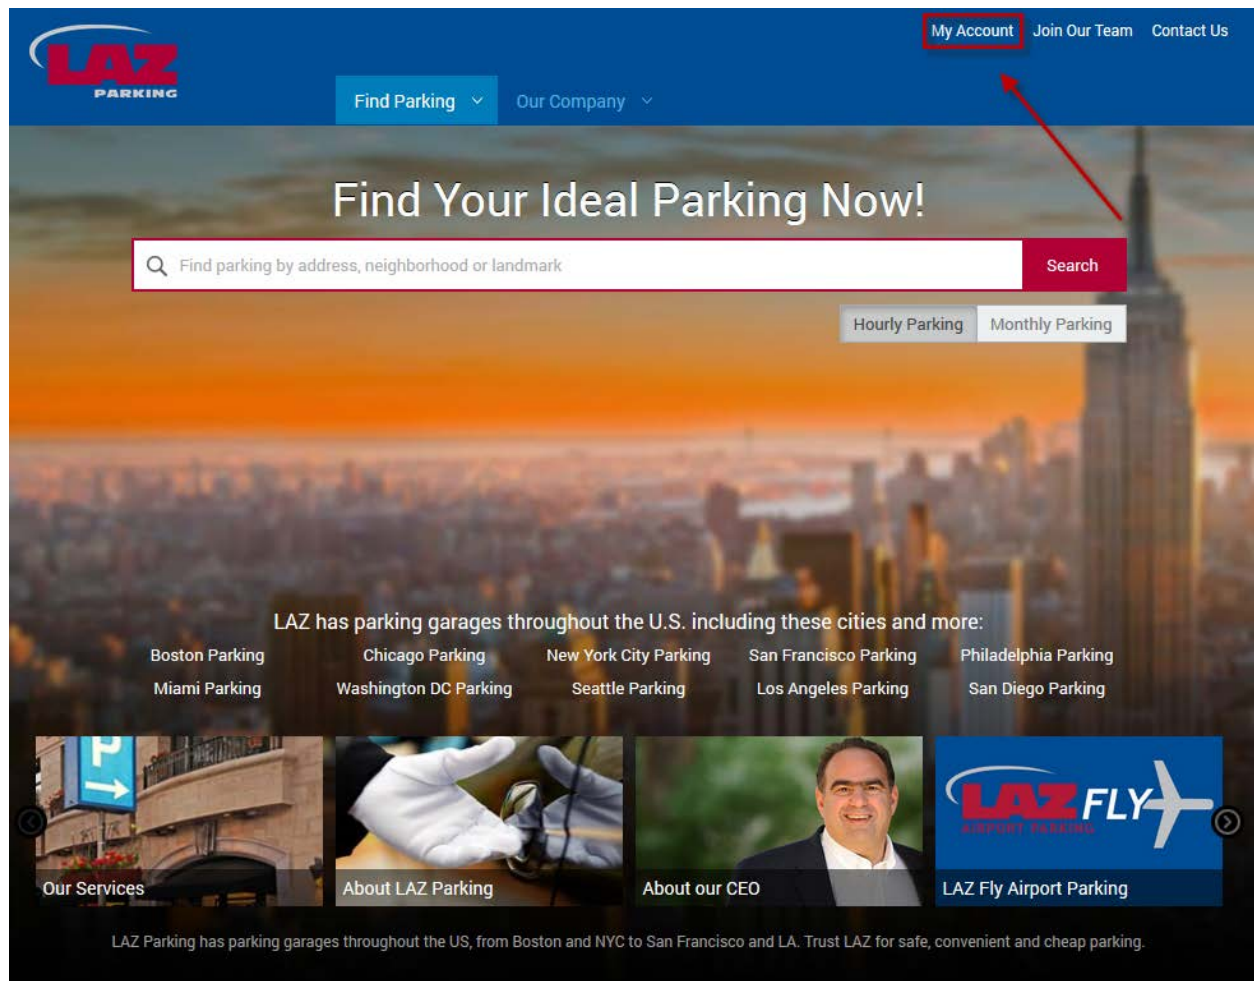 LAZ
PARKING
My Account Join Our Team Contact Us
Find Parking Our Company
Find Your Ideal Parking Now!
Find parking by address, neighborhood or landmark Search
Hourly Parking Monthly Parking
LAZ has parking garages throughout the U.S. including these cities and more:
Boston Parking Chicago Parking New York City Parking San Francisco Parking Philadelphia Parking
Miami Parking Washington DC Parking Seattle Parking Los Angeles Parking San Diego Parking
P
LAZ FLY
AIRPORT PARKING
Our Services About LAZ Parking About our CEO LAZ Fly Airport Parking
LAZ Parking has parking garages throughout the US, from Boston and NYC to San Francisco and LA. Trust LAZ for safe, convenient and cheap parking.